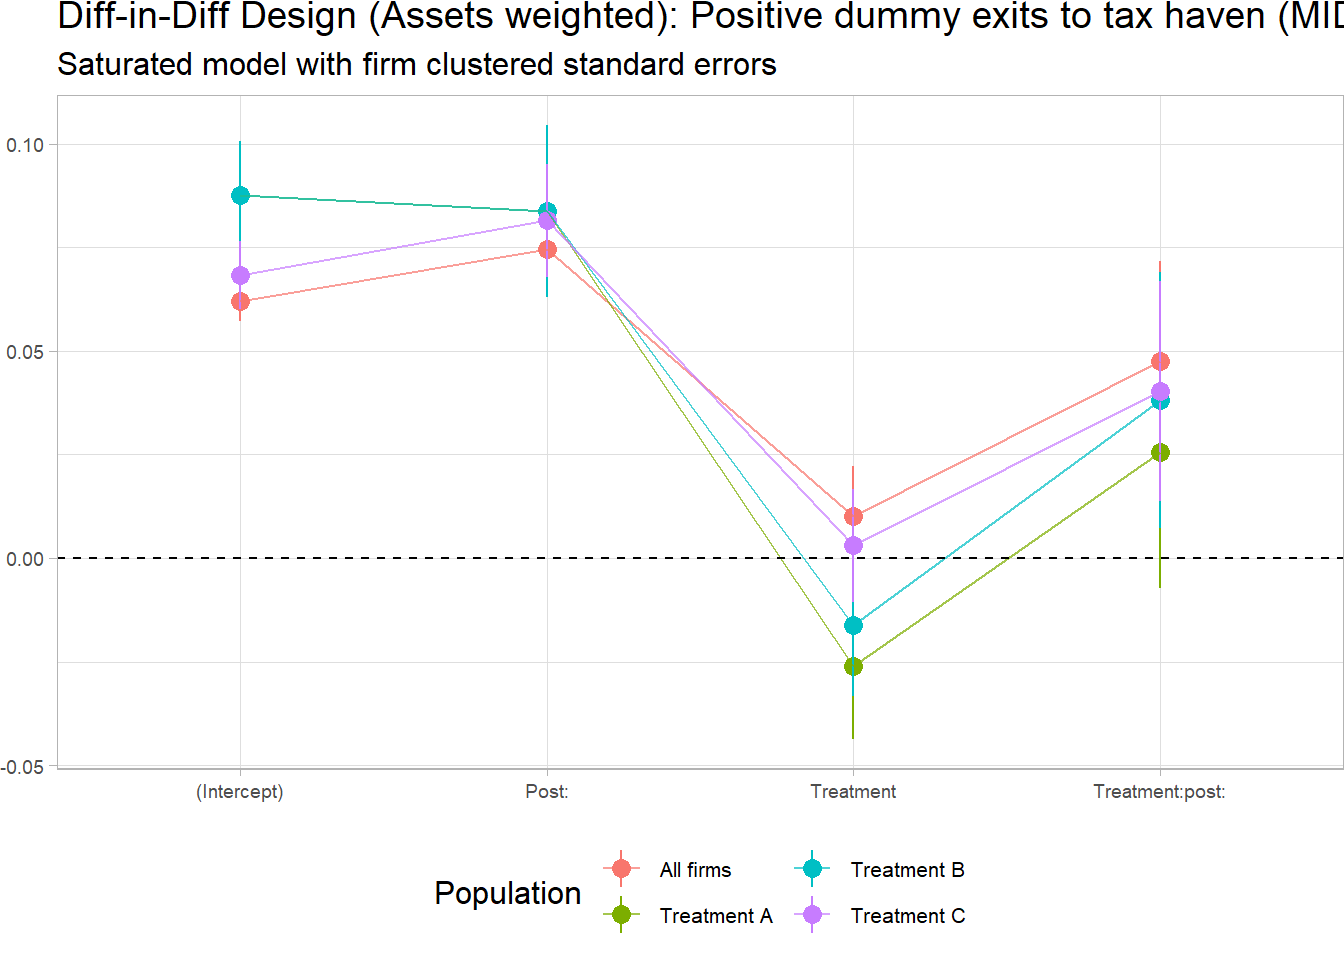 Diff-in-Diff Design (Assets weighted): Positive dummy exits to tax haven (MID
Saturated model with firm clustered standard errors
0.10
0.05
0.00
-0.05
(Intercept) Post: Treatment Treatment:post:
Population
All firms Treatment B
Treatment A Treatment C